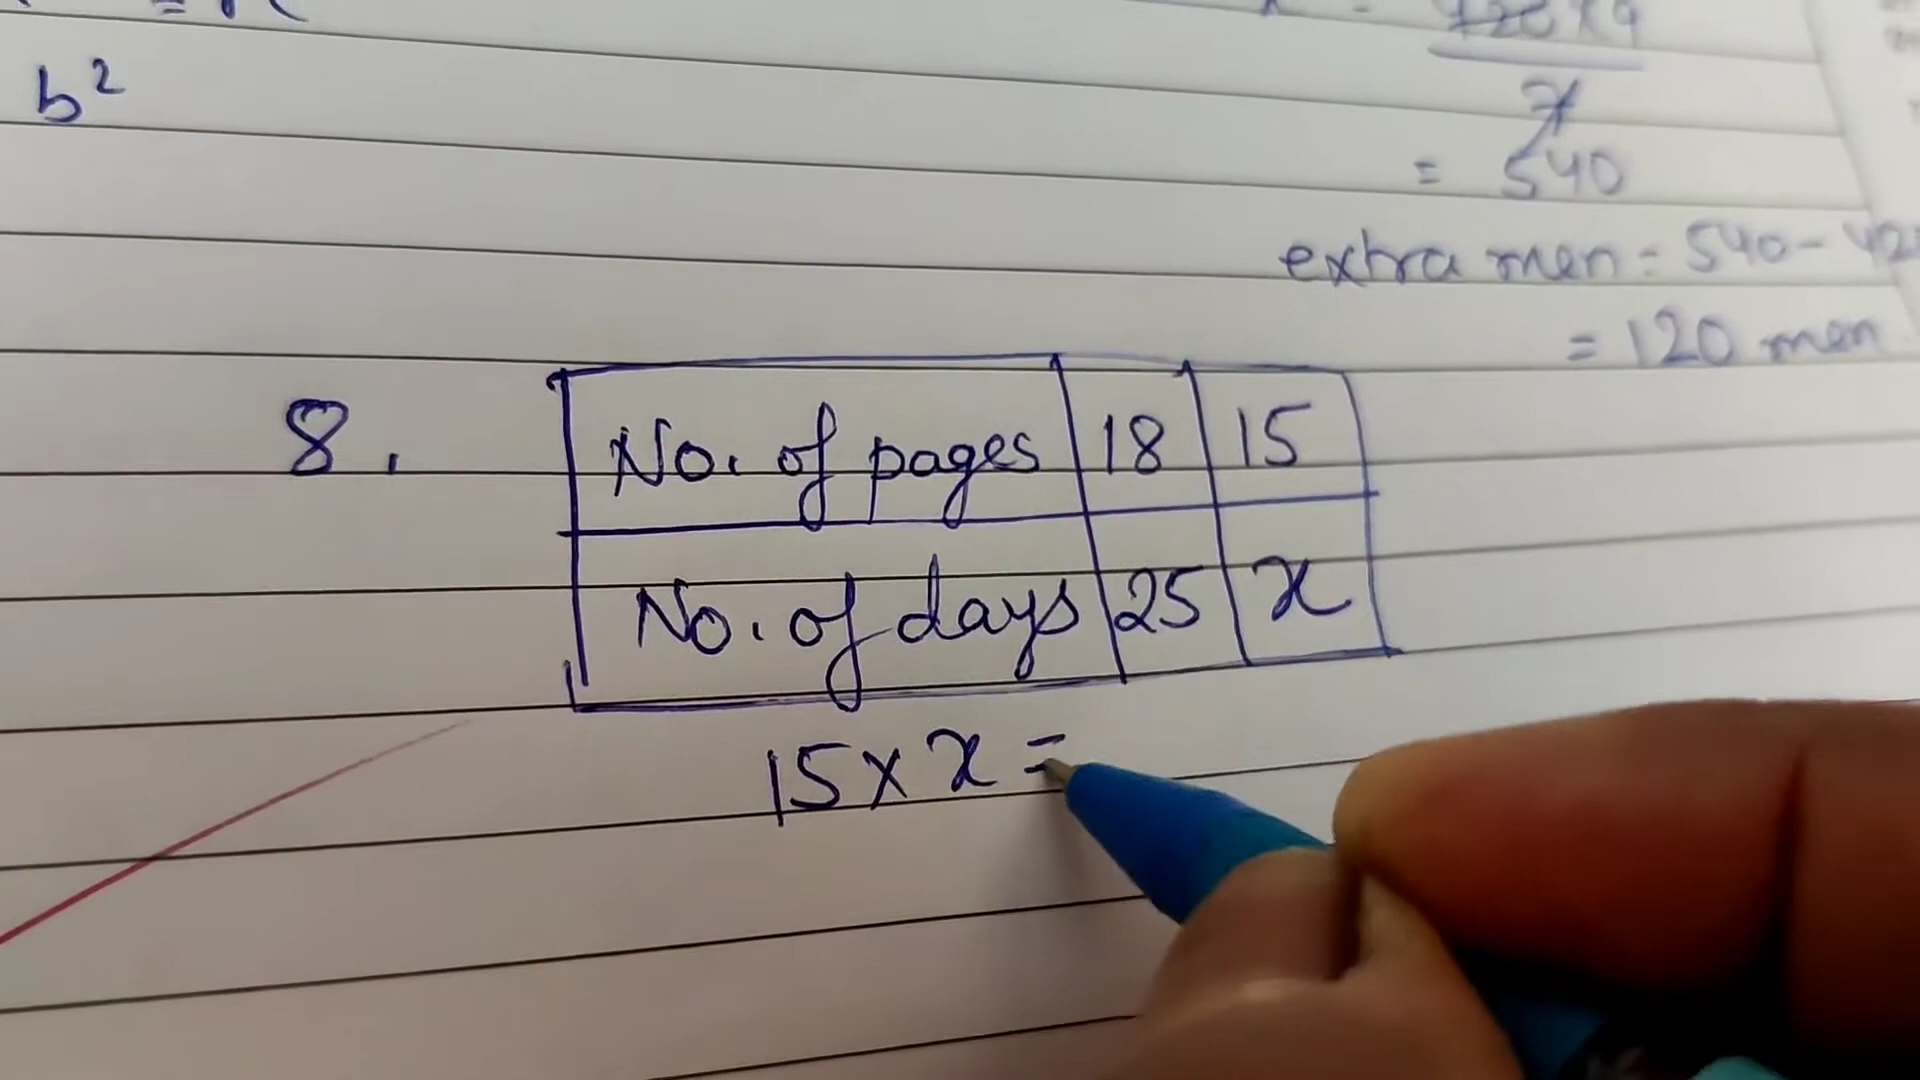 b²
= 540
extra men = 540 -
= 120 men
8.
No. of pages 18 15
No. of days 25 x
15 × x =